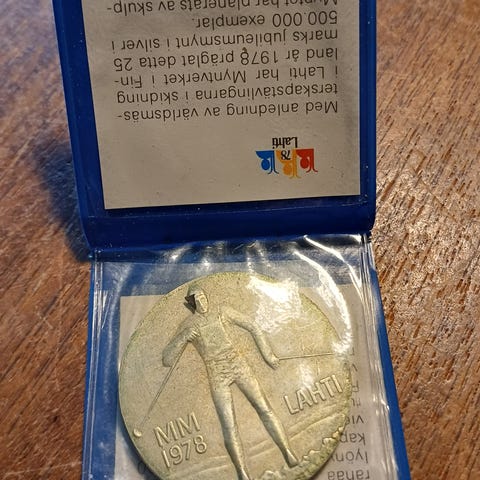 78
Lahti
Med anledning av världsmäs-
terskapstävlingarna i skidning
i Lahti har Myntverket i Fin-
land år 1978 präglat detta 25
marks jubileumsmynt i silver i
500.000 exemplar.
Myntet har planerats av skulp-
MM
1978
LAHTI